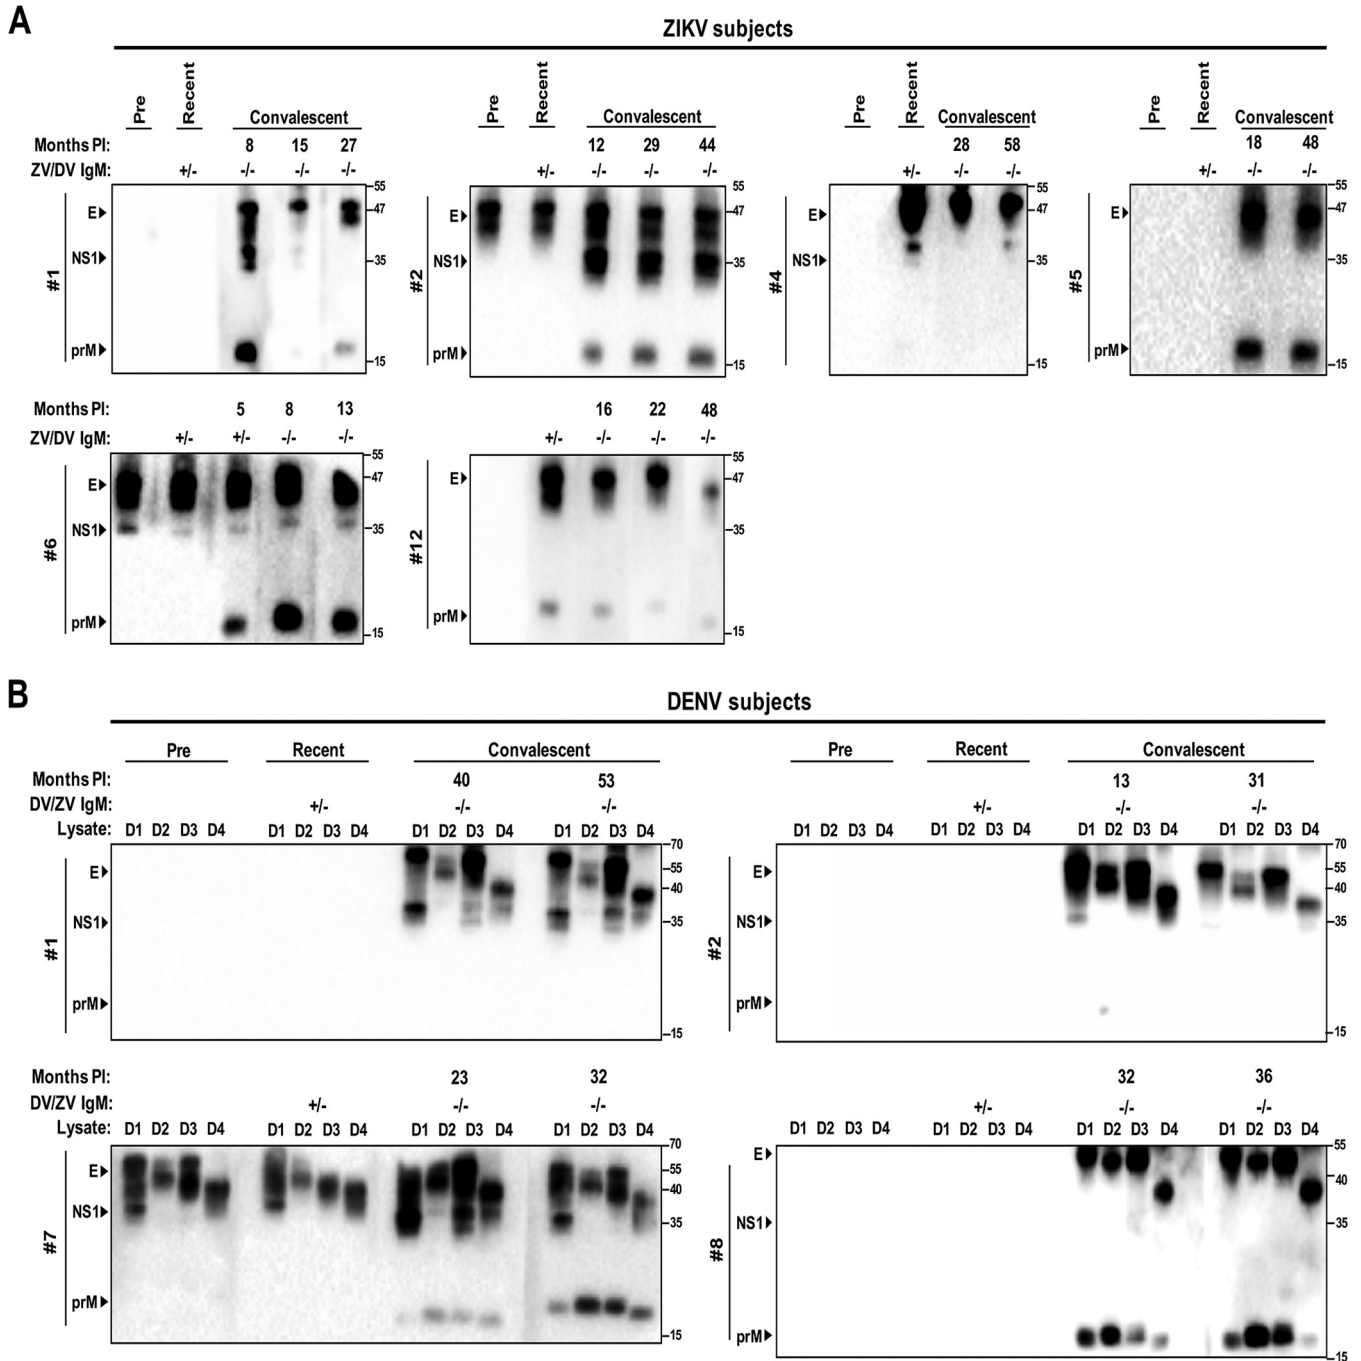 A
ZIKV subjects
Pre Recent Convalescent Pre Recent Convalescent Pre Recent Convalescent Pre Recent Convalescent
Months PI: 8 15 27 12 29 44 28 58 18 48
ZV/DV IgM: +/- -/- -/- -/- +/- -/- -/- -/- +/- -/- -/- +/- -/- -/-
#1 E NS1 prM 55 47 35 15
#2 E NS1 prM 55 47 35 15
#4 E NS1 55 47 35 15
#5 E prM 55 47 35 15
Months PI: 5 8 13 16 22 48
ZV/DV IgM: +/- +/- -/- -/- +/- -/- -/- -/-
#6 E NS1 prM 55 47 35 15
#12 E prM 55 47 35 15
B
DENV subjects
Pre Recent Convalescent Pre Recent Convalescent
Months PI: 40 53 13 31
DV/ZV IgM: +/- -/- -/- +/- -/- -/-
Lysate: D1 D2 D3 D4 D1 D2 D3 D4 D1 D2 D3 D4 D1 D2 D3 D4 D1 D2 D3 D4 D1 D2 D3 D4 D1 D2 D3 D4 D1 D2 D3 D4
#1 E NS1 prM 70 55 40 35 15
#2 E NS1 prM 70 55 40 35 15
Months PI: 23 32 32 36
DV/ZV IgM: +/- -/- -/- +/- -/- -/-
Lysate: D1 D2 D3 D4 D1 D2 D3 D4 D1 D2 D3 D4 D1 D2 D3 D4 D1 D2 D3 D4 D1 D2 D3 D4 D1 D2 D3 D4 D1 D2 D3 D4
#7 E NS1 prM 70 55 40 35 15
#8 E NS1 prM 55 40 35 15